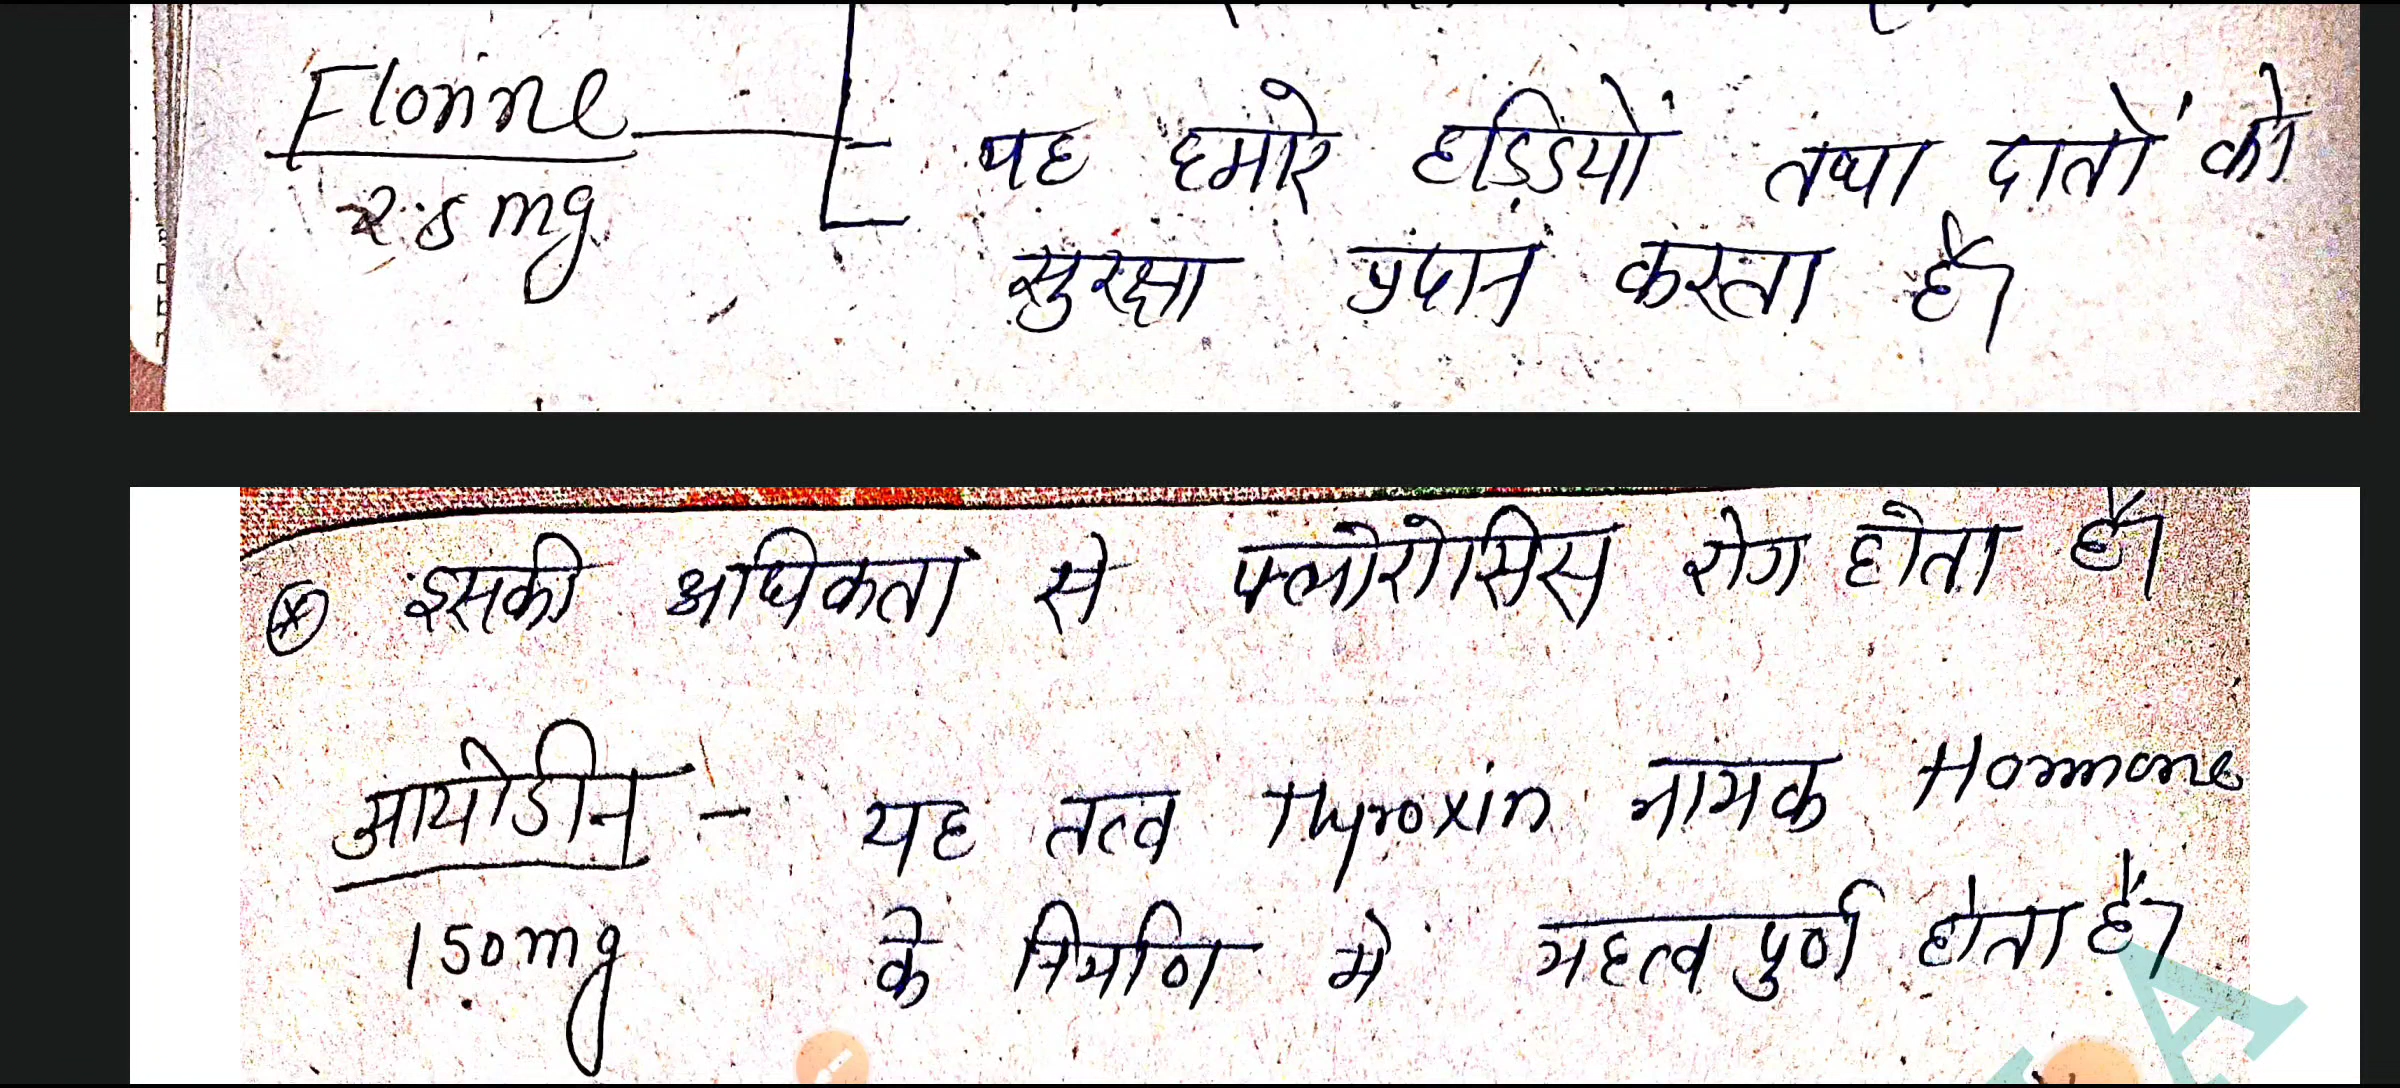 Florine - यह हमारे हड्डियों तथा दातों को
2.5 mg सुरक्षा प्रदान करता है।
⊛ इसकी अधिकता से फ्लोरोसिस रोग होता है।
आयोडीन - यह तत्व Thyroxin नामक Hormone
150mg के निर्माण मे महत्व पुर्ण होता है।
A